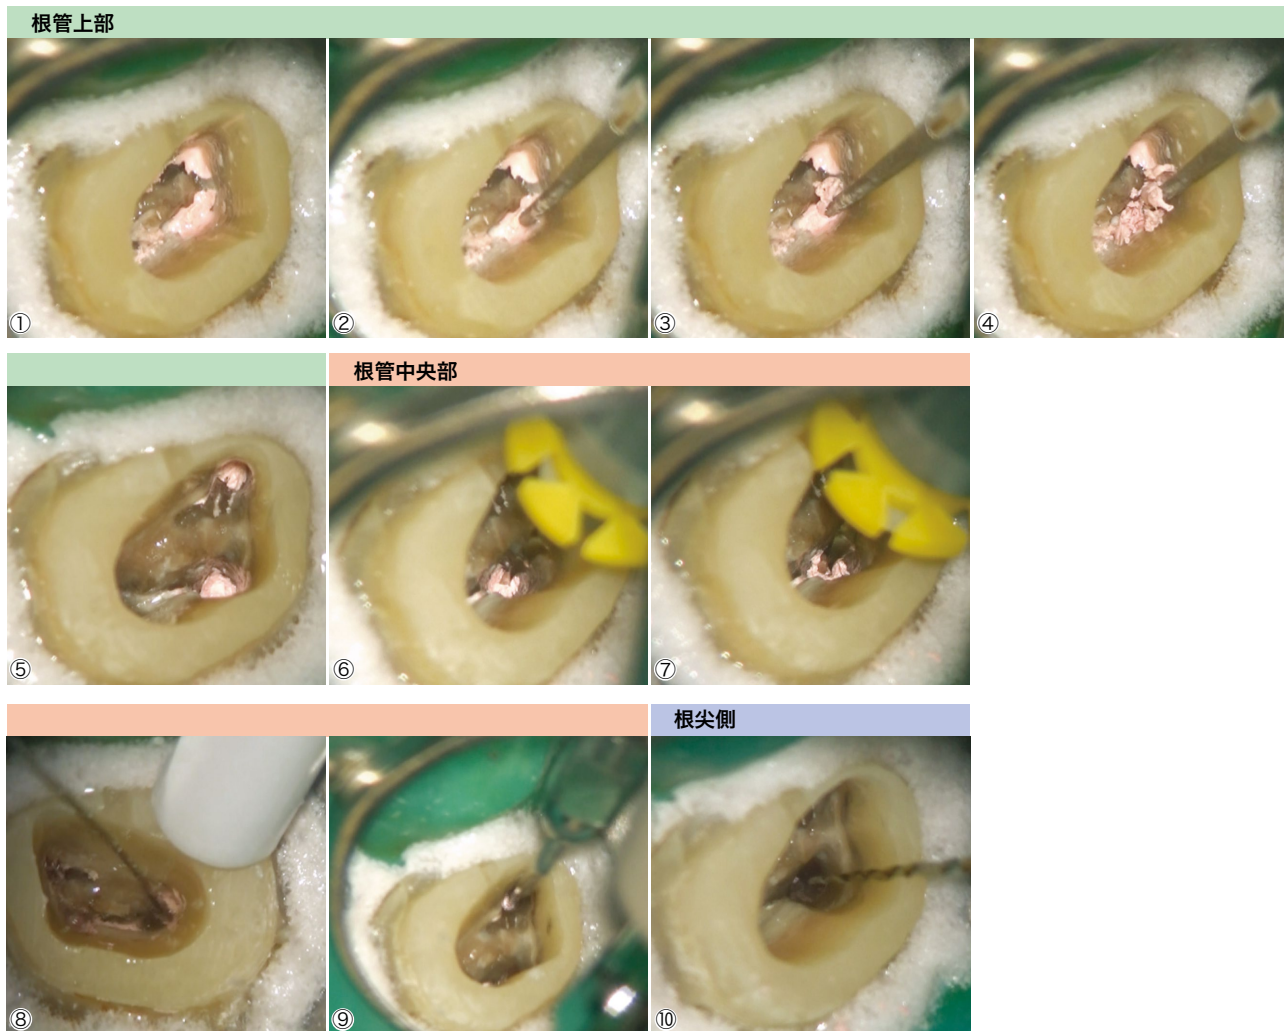 根管上部
① ② ③ ④
根管中央部
⑤ ⑥ ⑦
根尖側
⑧ ⑨ ⑩